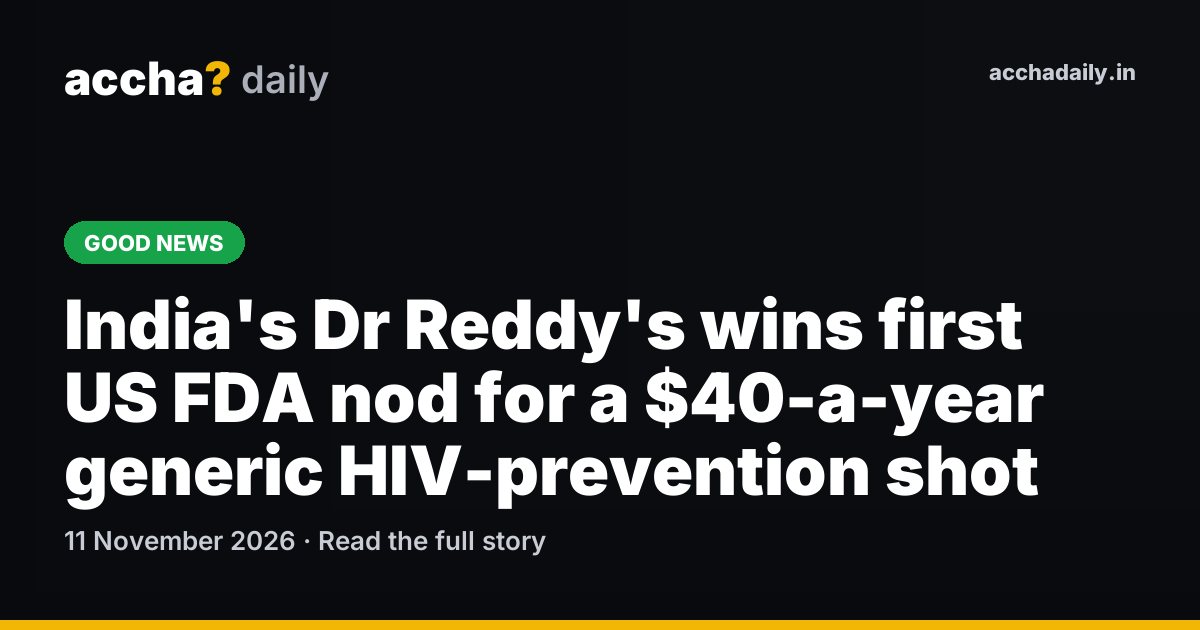 accha? daily
acchadaily.in
GOOD NEWS
India's Dr Reddy's wins first
US FDA nod for a $40-a-year
generic HIV-prevention shot
11 November 2026 · Read the full story